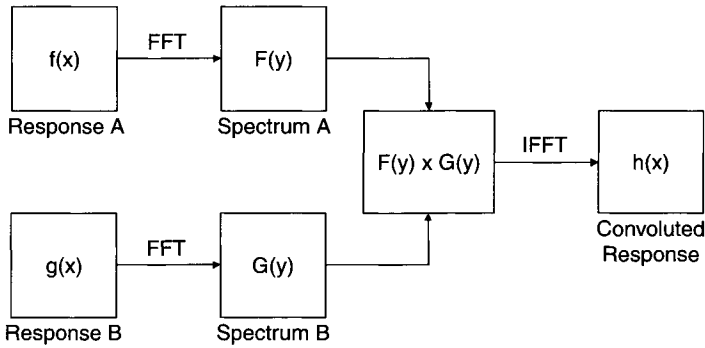 f(x)
FFT
F(y)
Response A
Spectrum A
F(y) x G(y)
IFFT
h(x)
Convoluted
Response
g(x)
FFT
G(y)
Response B
Spectrum B